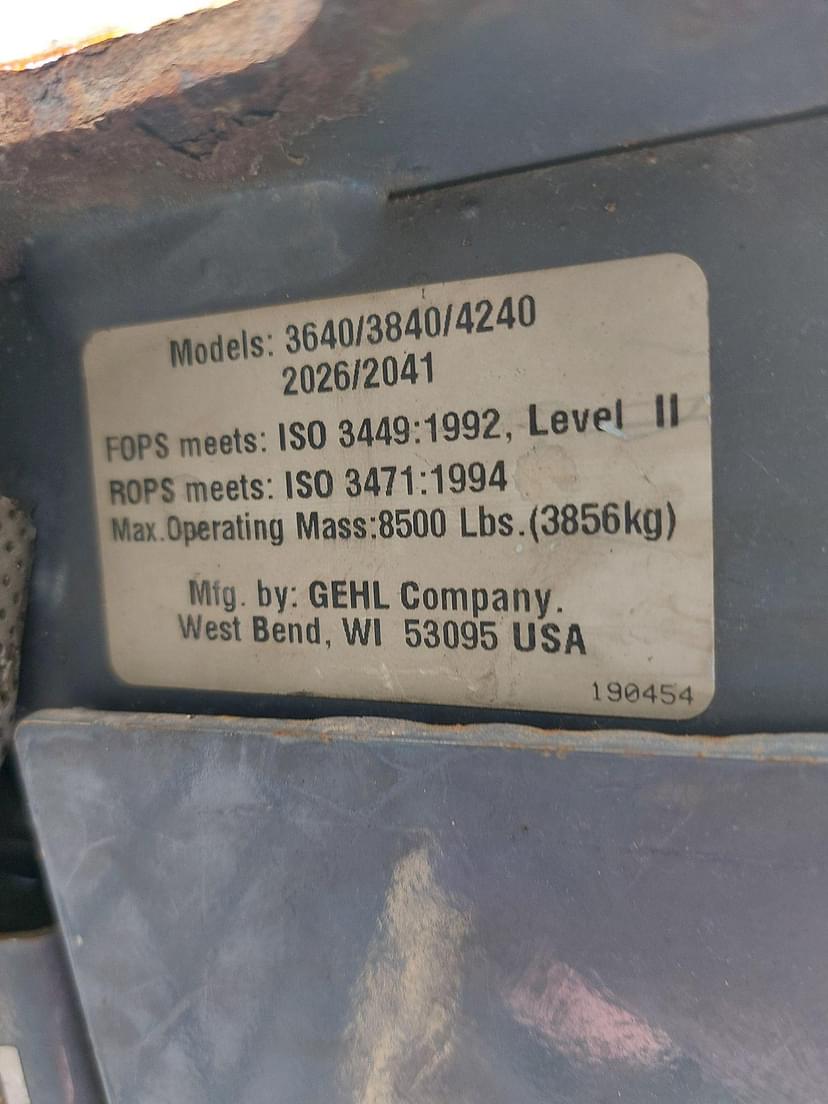 Models: 3640/3840/4240
2026/2041
FOPS meets: ISO 3449:1992, Level II
ROPS meets: ISO 3471:1994
Max.Operating Mass:8500 Lbs.(3856kg)
Mfg. by: GEHL Company.
West Bend, WI 53095 USA
190454